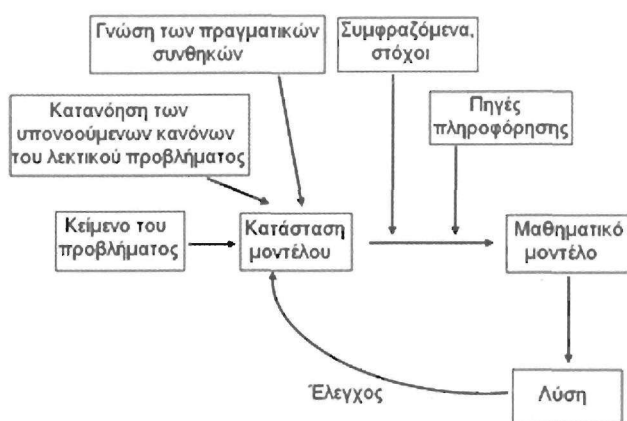 Γνώση των πραγματικών
συνθηκών
Συμφραζόμενα,
στόχοι
Κατανόηση των
υπονοούμενων κανόνων
του λεκτικού προβλήματος
Πηγές
πληροφόρησης
Κείμενο του
προβλήματος
Κατάσταση
μοντέλου
Μαθηματικό
μοντέλο
Έλεγχος
Λύση